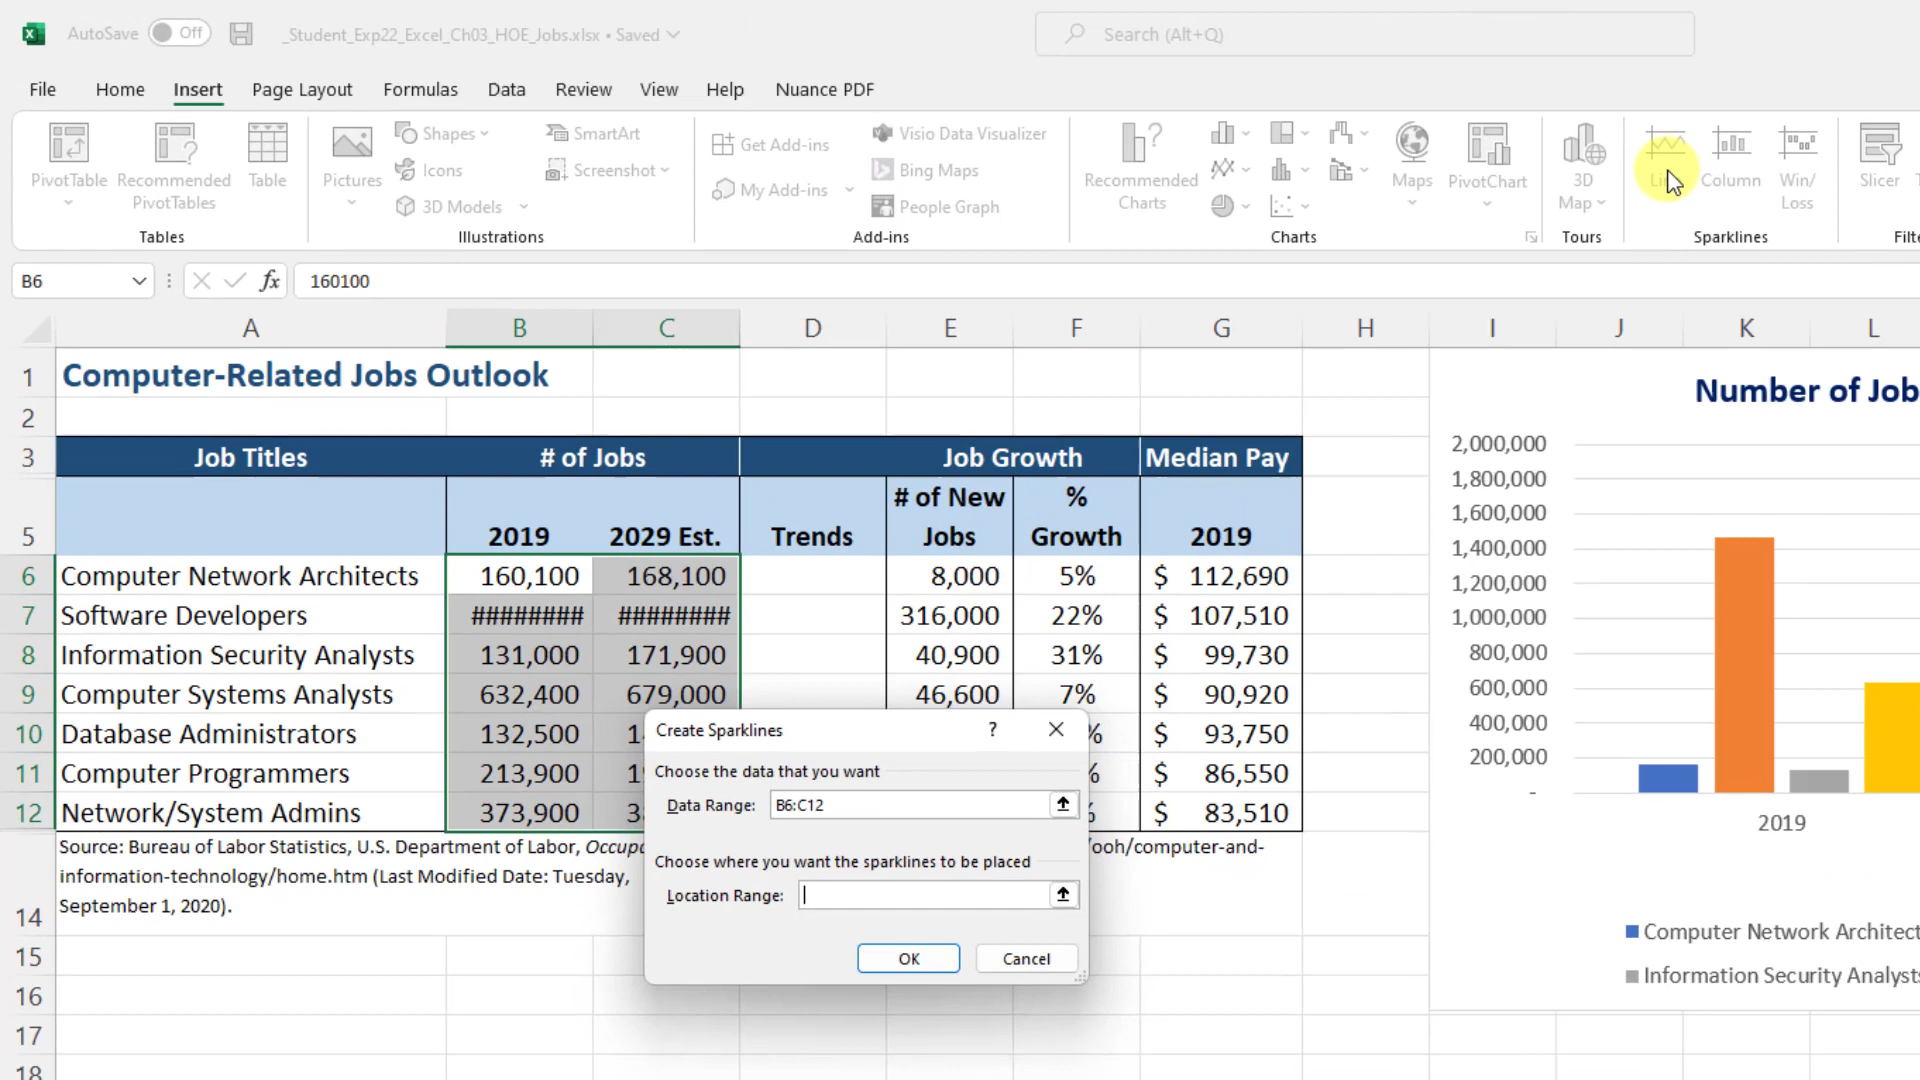 AutoSave Off _Student_Exp22_Excel_Ch03_HOE_Jobs.xlsx • Saved Search (Alt+Q)
File Home Insert Page Layout Formulas Data Review View Help Nuance PDF
PivotTable Recommended PivotTables Table
Tables
Pictures Shapes Icons 3D Models SmartArt Screenshot
Illustrations
Get Add-ins My Add-ins Visio Data Visualizer Bing Maps People Graph
Add-ins
Recommended Charts Maps PivotChart
Charts
3D Map
Tours
Column Win/Loss
Sparklines
Slicer
B6 fx 160100
A B C D E F G H I J K L
1 Computer-Related Jobs Outlook
2
3 Job Titles # of Jobs Job Growth Median Pay
5 2019 2029 Est. Trends # of New Jobs % Growth 2019
6 Computer Network Architects 160,100 168,100 8,000 5% $ 112,690
7 Software Developers ######## ######## 316,000 22% $ 107,510
8 Information Security Analysts 131,000 171,900 40,900 31% $ 99,730
9 Computer Systems Analysts 632,400 679,000 46,600 7% $ 90,920
10 Database Administrators 132,500 % $ 93,750
11 Computer Programmers 213,900 % $ 86,550
12 Network/System Admins 373,900 $ 83,510
Source: Bureau of Labor Statistics, U.S. Department of Labor, /ooh/computer-and-
information-technology/home.htm (Last Modified Date: Tuesday,
14 September 1, 2020).
15
16
17
18
Create Sparklines ?
Choose the data that you want
Data Range: B6:C12
Choose where you want the sparklines to be placed
Location Range:
OK Cancel
Number of Job
2,000,000
1,800,000
1,600,000
1,400,000
1,200,000
1,000,000
800,000
600,000
400,000
200,000
-
2019
Computer Network Architect
Information Security Analysts